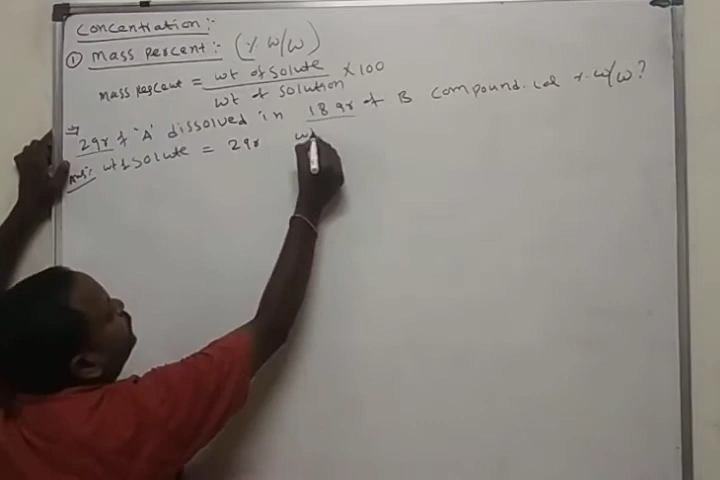 Concentration:-
① Mass percent:- (% w/w)
Mass percent = wt of solute / wt of solution × 100
⇒ 2gr of 'A' dissolved in 18 gr of B compound. Cal % w/w?
Ans:- wt of solute = 2gr wt